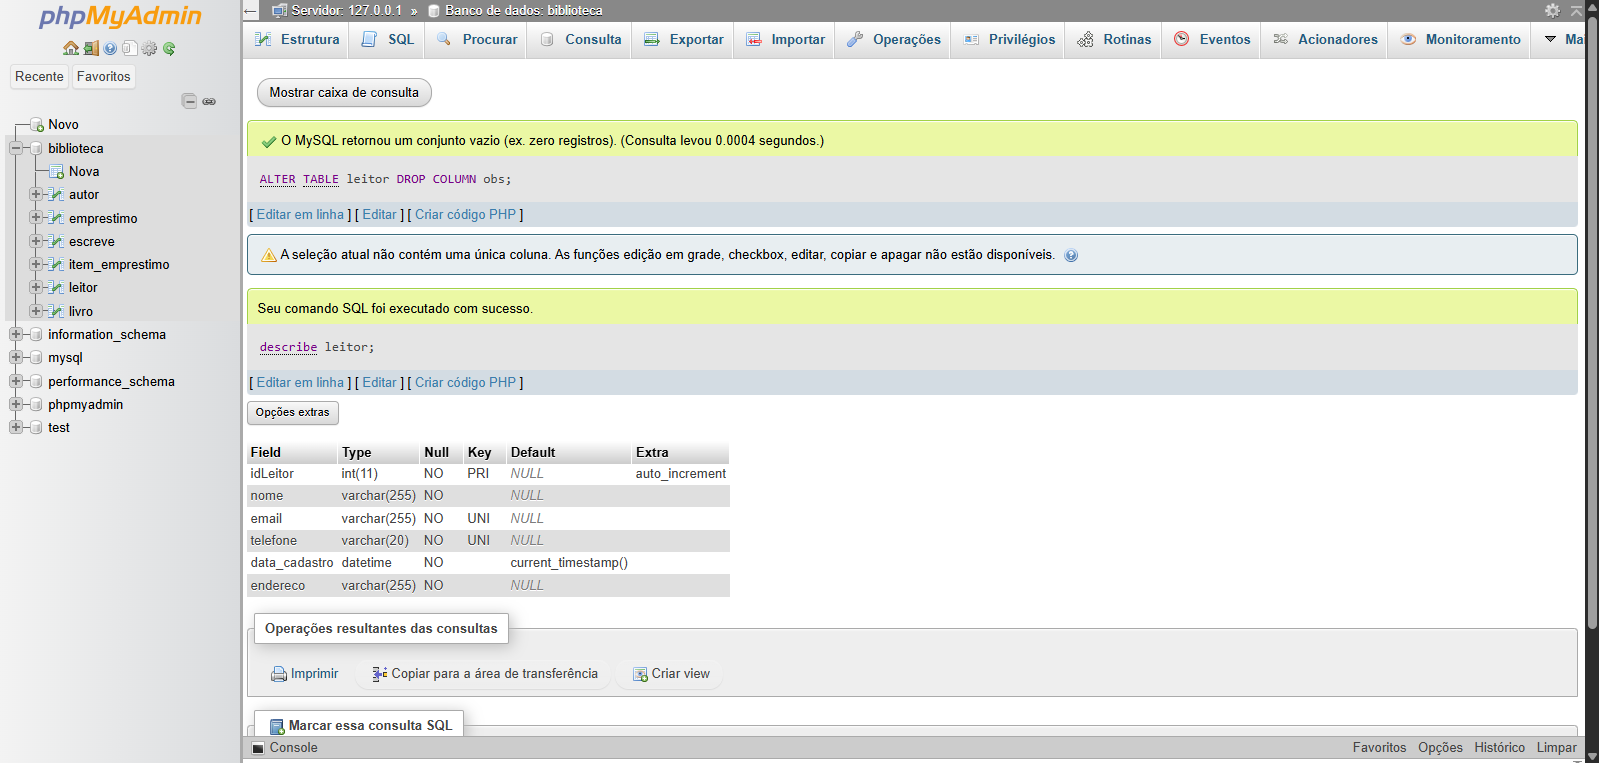 phpMyAdmin
Recente Favoritos
Novo
biblioteca
Nova
autor
emprestimo
escreve
item_emprestimo
leitor
livro
information_schema
mysql
performance_schema
phpmyadmin
test
Servidor: 127.0.0.1 » Banco de dados: biblioteca
Estrutura SQL Procurar Consulta Exportar Importar Operações Privilégios Rotinas Eventos Acionadores Monitoramento Mai
Mostrar caixa de consulta
O MySQL retornou um conjunto vazio (ex. zero registros). (Consulta levou 0.0004 segundos.)
ALTER TABLE leitor DROP COLUMN obs;
[ Editar em linha ] [ Editar ] [ Criar código PHP ]
A seleção atual não contém uma única coluna. As funções edição em grade, checkbox, editar, copiar e apagar não estão disponíveis.
Seu comando SQL foi executado com sucesso.
describe leitor;
[ Editar em linha ] [ Editar ] [ Criar código PHP ]
Opções extras
Field Type Null Key Default Extra
idLeitor int(11) NO PRI NULL auto_increment
nome varchar(255) NO NULL
email varchar(255) NO UNI NULL
telefone varchar(20) NO UNI NULL
data_cadastro datetime NO current_timestamp()
endereco varchar(255) NO NULL
Operações resultantes das consultas
Imprimir Copiar para a área de transferência Criar view
Marcar essa consulta SQL
Console Favoritos Opções Histórico Limpar